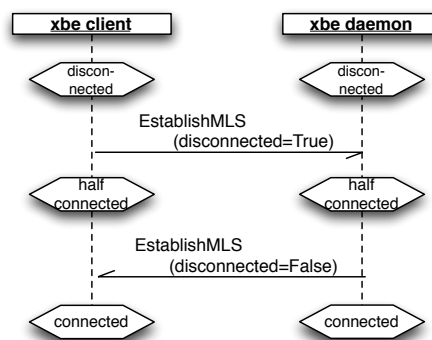 xbe client
xbe daemon
discon-
nected
discon-
nected
EstablishMLS
(disconnected=True)
half
connected
half
connected
EstablishMLS
(disconnected=False)
connected
connected